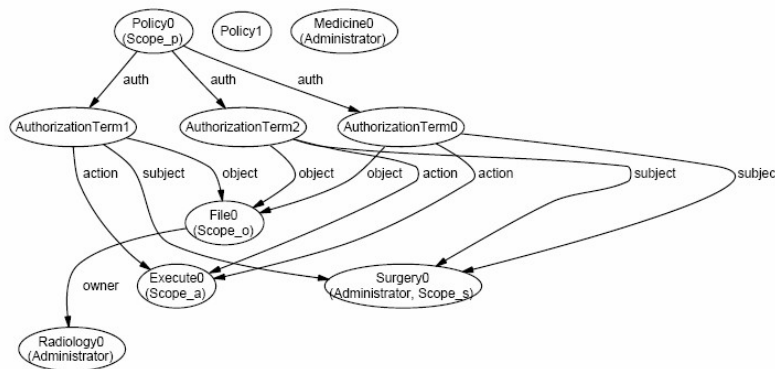 Policy0
(Scope_p)
Policy1
Medicine0
(Administrator)
auth
auth
auth
AuthorizationTerm1
AuthorizationTerm2
AuthorizationTerm0
action
subject
object
object
object
action
action
subject
subjec
File0
(Scope_o)
owner
Execute0
(Scope_a)
Surgery0
(Administrator, Scope_s)
Radiology0
(Administrator)